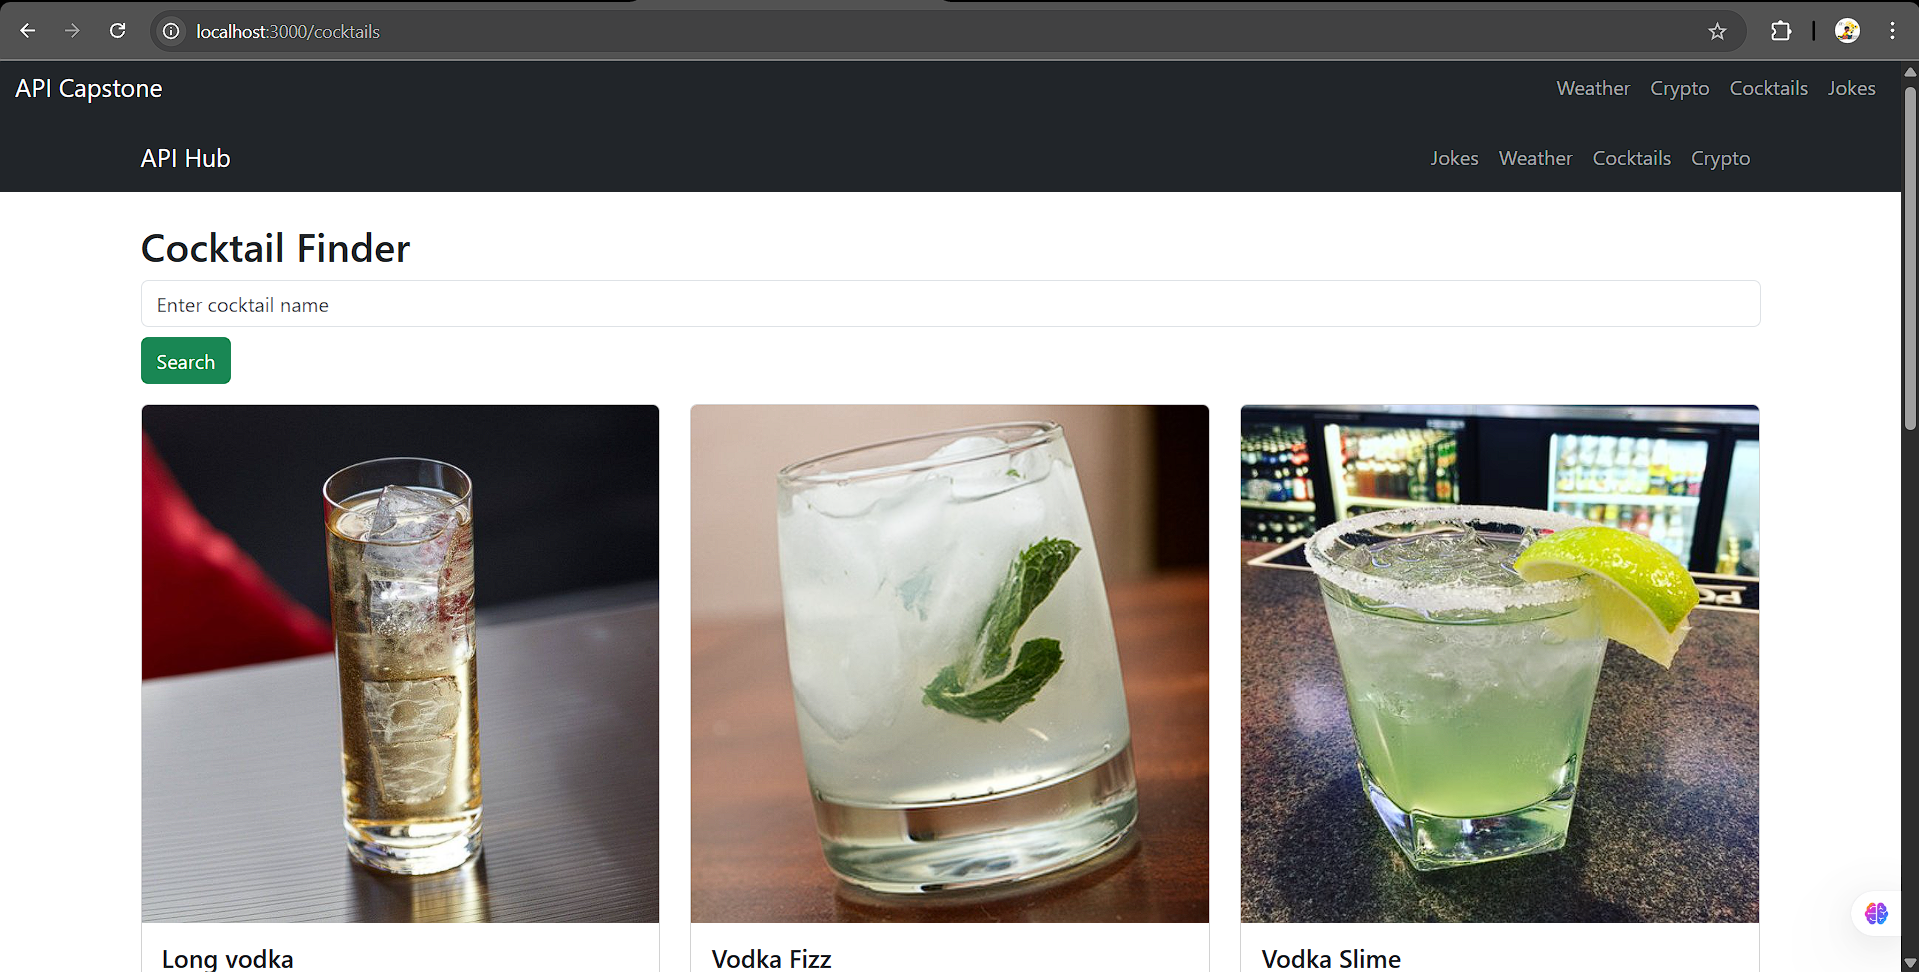 localhost:3000/cocktails
API Capstone
Weather Crypto Cocktails Jokes
API Hub
Jokes Weather Cocktails Crypto
Cocktail Finder
Enter cocktail name
Search
Long vodka
Vodka Fizz
Vodka Slime